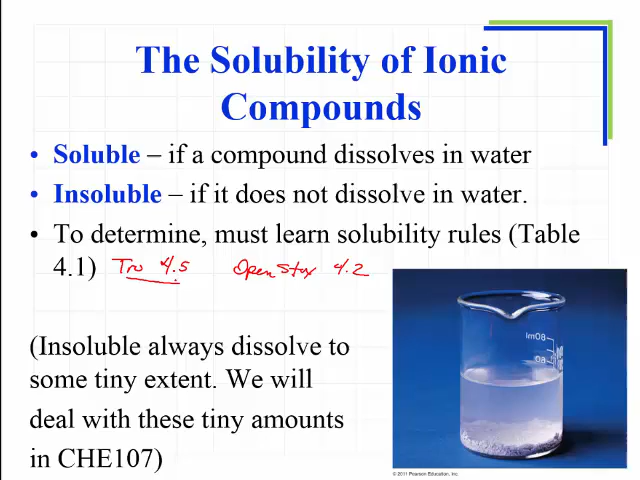 The Solubility of Ionic
Compounds
• Soluble – if a compound dissolves in water
• Insoluble – if it does not dissolve in water.
• To determine, must learn solubility rules (Table
4.1) Tro 4.5 OpenStax 4.2
(Insoluble always dissolve to
some tiny extent. We will
deal with these tiny amounts
in CHE107)
© 2011 Pearson Education, Inc.